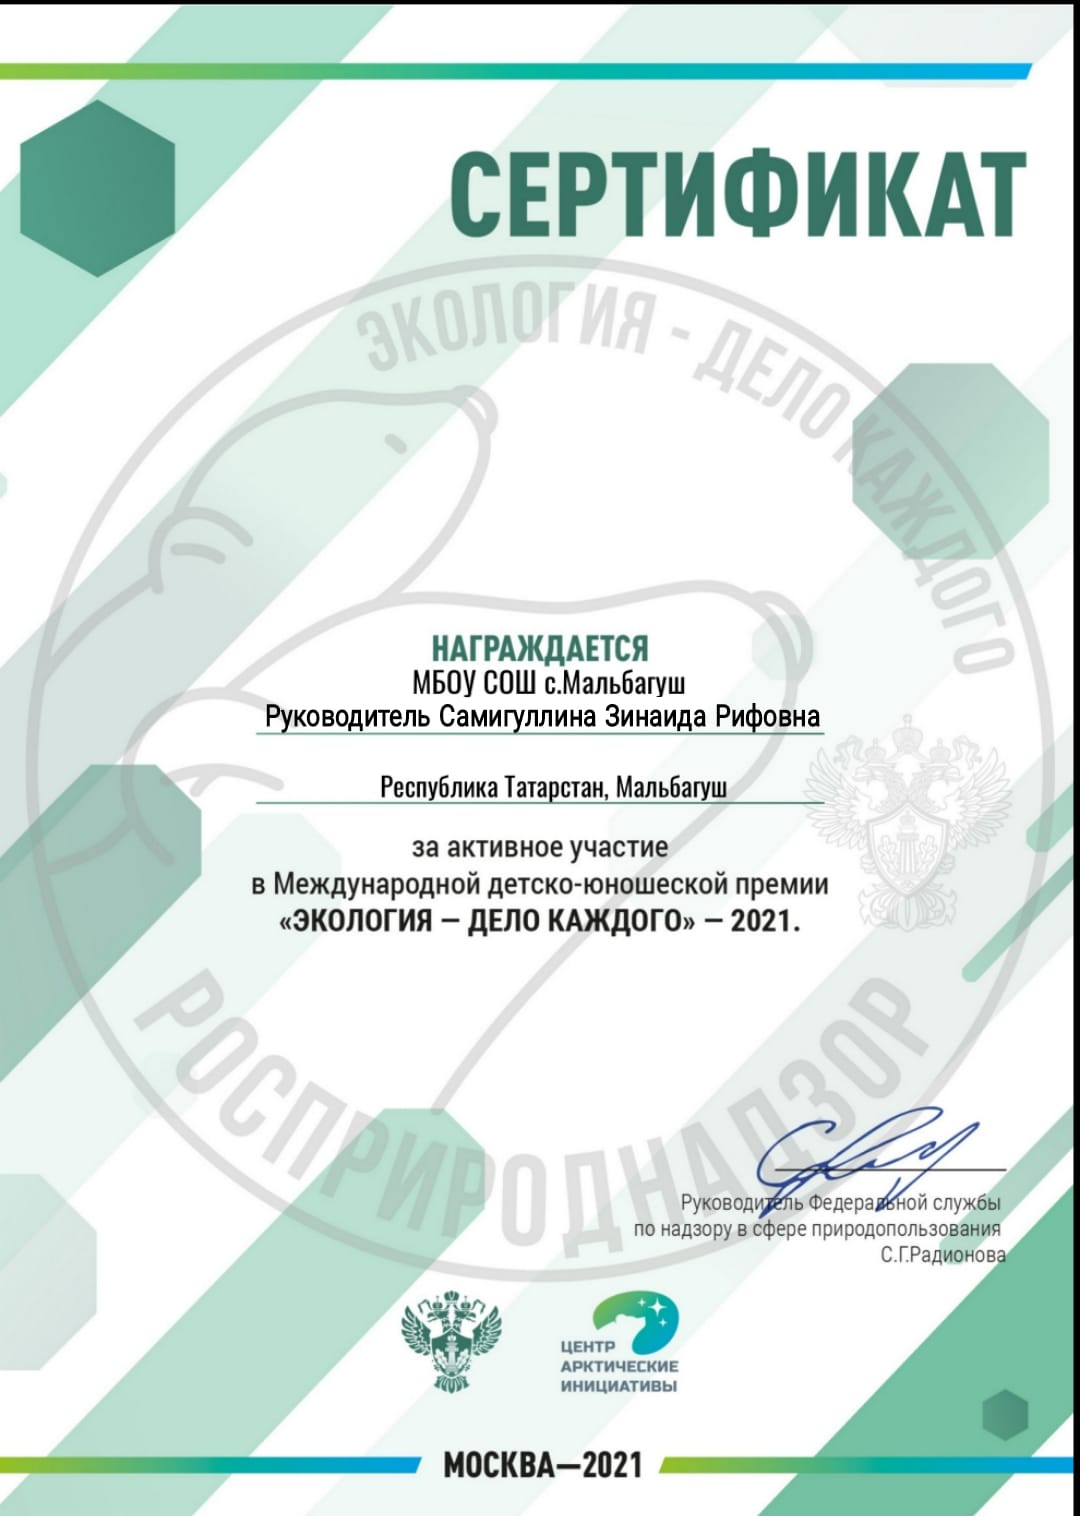 СЕРТИФИКАТ
ЭКОЛОГИЯ - ДЕЛО КАЖДОГО
НАГРАЖДАЕТСЯ
МБОУ СОШ с.Мальбагуш
Руководитель Самигуллина Зинаида Рифовна
Республика Татарстан, Мальбагуш
за активное участие
в Международной детско-юношеской премии
«ЭКОЛОГИЯ — ДЕЛО КАЖДОГО» — 2021.
РОСПРИРОДНАДЗОР
Руководитель Федеральной службы
по надзору в сфере природопользования
С.Г.Радионова
ЦЕНТР
АРКТИЧЕСКИЕ
ИНИЦИАТИВЫ
МОСКВА—2021